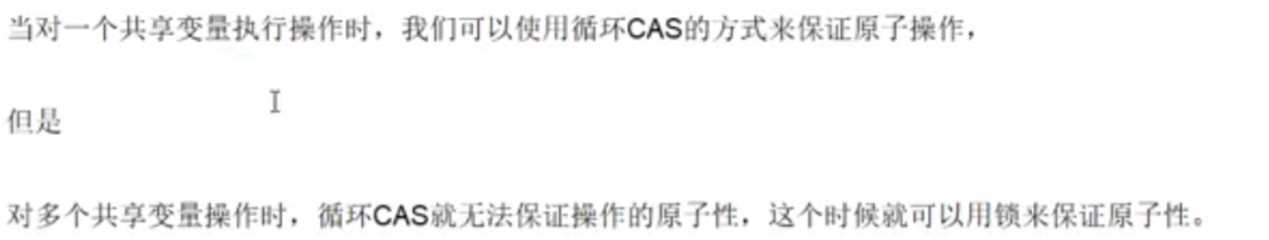 当对一个共享变量执行操作时，我们可以使用循环CAS的方式来保证原子操作，
但是
对多个共享变量操作时，循环CAS就无法保证操作的原子性，这个时候就可以用锁来保证原子性。